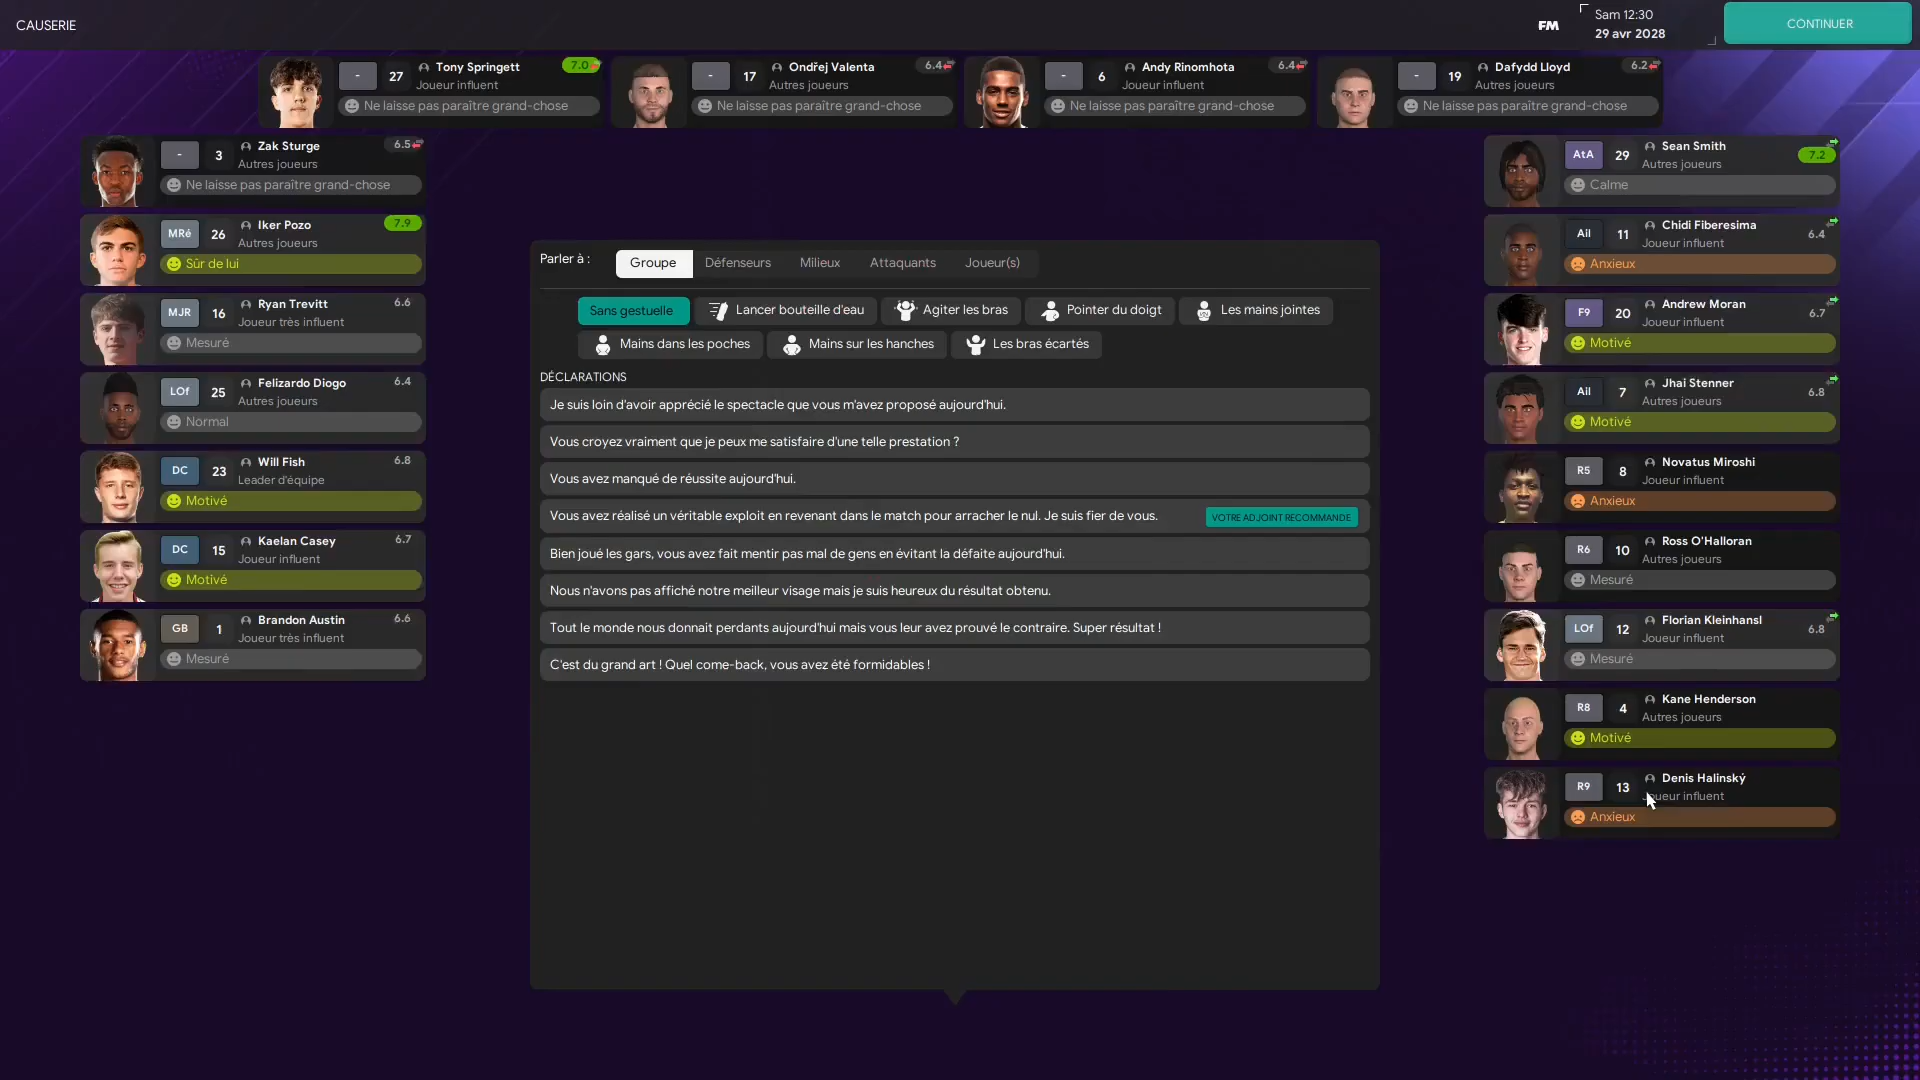 CAUSERIE
FM
Sam 12:30
29 avr 2028
CONTINUER
- 27 Tony Springett 7.0
Joueur influent
Ne laisse pas paraître grand-chose
- 17 Ondřej Valenta 6.4
Autres joueurs
Ne laisse pas paraître grand-chose
- 6 Andy Rinomhota 6.4
Joueur influent
Ne laisse pas paraître grand-chose
- 19 Dafydd Lloyd 6.2
Autres joueurs
Ne laisse pas paraître grand-chose
- 3 Zak Sturge 6.5
Autres joueurs
Ne laisse pas paraître grand-chose
MRé 26 Iker Pozo 7.9
Autres joueurs
Sûr de lui
MJR 16 Ryan Trevitt 6.6
Joueur très influent
Mesuré
LOf 25 Felizardo Diogo 6.4
Autres joueurs
Normal
DC 23 Will Fish 6.8
Leader d'équipe
Motivé
DC 15 Kaelan Casey 6.7
Joueur influent
Motivé
GB 1 Brandon Austin 6.6
Joueur très influent
Mesuré
Parler à :
Groupe Défenseurs Milieux Attaquants Joueur(s)
Sans gestuelle Lancer bouteille d'eau Agiter les bras Pointer du doigt Les mains jointes
Mains dans les poches Mains sur les hanches Les bras écartés
DÉCLARATIONS
Je suis loin d'avoir apprécié le spectacle que vous m'avez proposé aujourd'hui.
Vous croyez vraiment que je peux me satisfaire d'une telle prestation ?
Vous avez manqué de réussite aujourd'hui.
Vous avez réalisé un véritable exploit en revenant dans le match pour arracher le nul. Je suis fier de vous. VOTRE ADJOINT RECOMMANDE
Bien joué les gars, vous avez fait mentir pas mal de gens en évitant la défaite aujourd'hui.
Nous n'avons pas affiché notre meilleur visage mais je suis heureux du résultat obtenu.
Tout le monde nous donnait perdants aujourd'hui mais vous leur avez prouvé le contraire. Super résultat !
C'est du grand art ! Quel come-back, vous avez été formidables !
AtA 29 Sean Smith 7.2
Autres joueurs
Calme
Ail 11 Chidi Fiberesima 6.4
Joueur influent
Anxieux
F9 20 Andrew Moran 6.7
Joueur influent
Motivé
Ail 7 Jhai Stenner 6.8
Autres joueurs
Motivé
R5 8 Novatus Miroshi
Joueur influent
Anxieux
R6 10 Ross O'Halloran
Autres joueurs
Mesuré
LOf 12 Florian Kleinhansl 6.8
Joueur influent
Mesuré
R8 4 Kane Henderson
Autres joueurs
Motivé
R9 13 Denis Halinský
Joueur influent
Anxieux